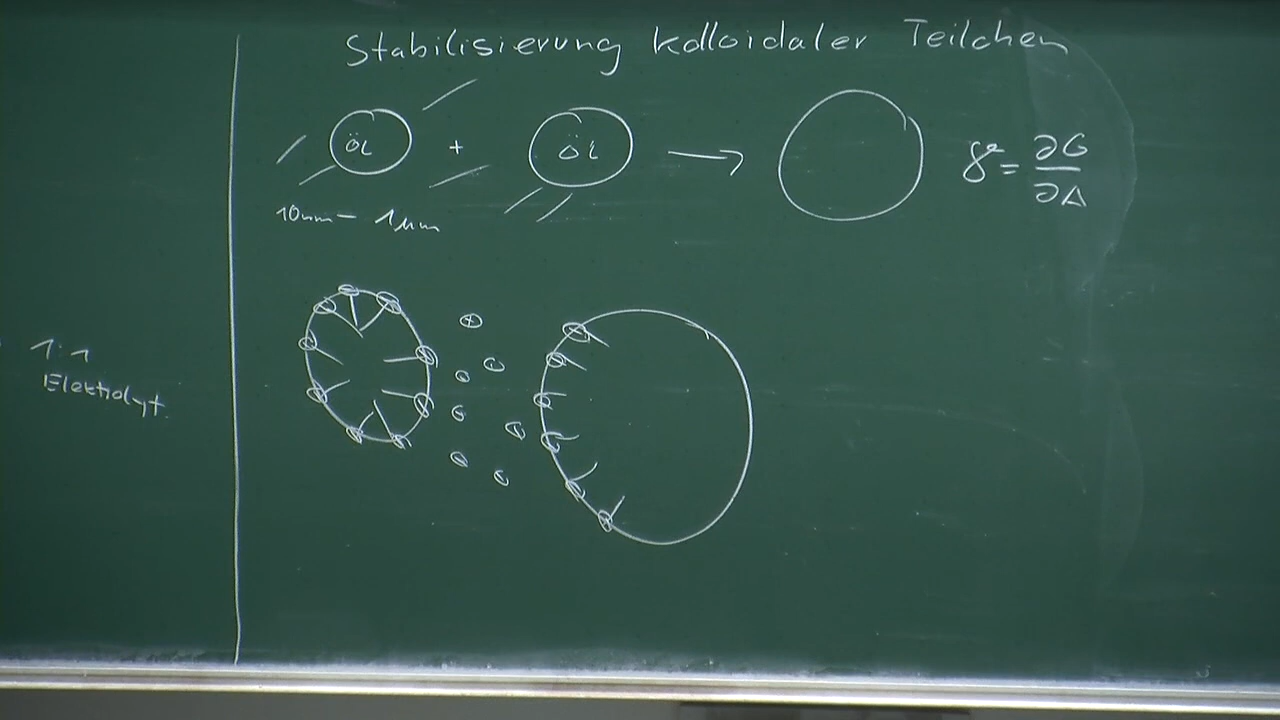 Stabilisierung kolloidaler Teilchen
ÖL + ÖL → γ = ∂G/∂A
10nm – 1µm
1:1
Elektrolyt.